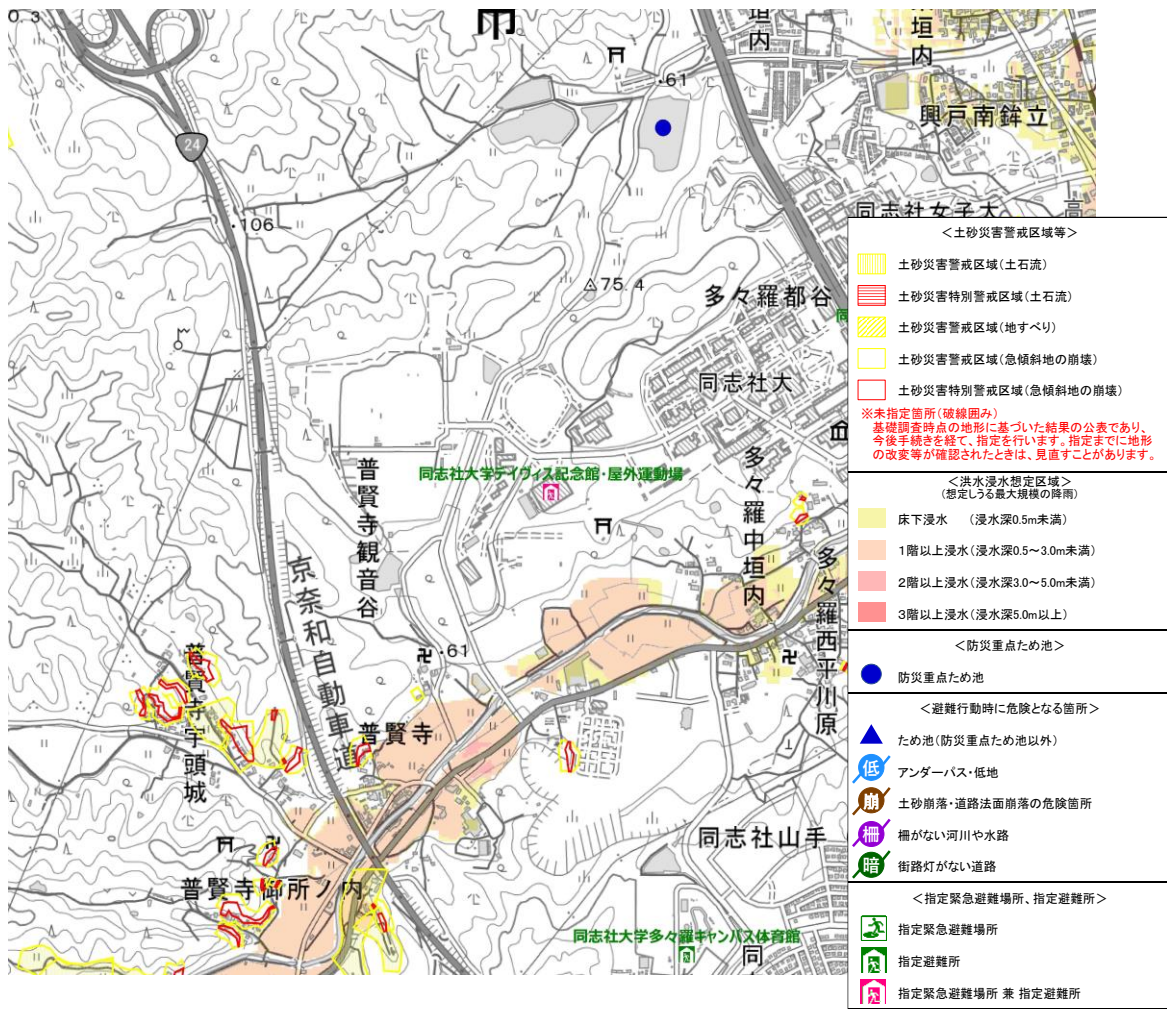 0.3
市
垣内
垣内
61
興戸南鉾立
24
同志社女子大
高
106
75.4
多々羅都谷
同
同志社大
普賢寺観音谷
同志社大学デイヴィス記念館・屋外運動場
多々羅中垣内
京奈和自動車道
多々羅西平川原
61
普賢寺
普賢寺宇頭城
同志社山手
普賢寺御所ノ内
同志社大学多々羅キャンパス体育館
同
＜土砂災害警戒区域等＞
土砂災害警戒区域（土石流）
土砂災害特別警戒区域（土石流）
土砂災害警戒区域（地すべり）
土砂災害警戒区域（急傾斜地の崩壊）
土砂災害特別警戒区域（急傾斜地の崩壊）
※未指定箇所（破線囲み）
基礎調査時点の地形に基づいた結果の公表であり、
今後手続きを経て、指定を行います。指定までに地形
の改変等が確認されたときは、見直すことがあります。
＜洪水浸水想定区域＞
（想定しうる最大規模の降雨）
床下浸水　（浸水深0.5m未満）
1階以上浸水（浸水深0.5～3.0m未満）
2階以上浸水（浸水深3.0～5.0m未満）
3階以上浸水（浸水深5.0m以上）
＜防災重点ため池＞
防災重点ため池
＜避難行動時に危険となる箇所＞
ため池（防災重点ため池以外）
低 アンダーパス・低地
崩 土砂崩落・道路法面崩落の危険箇所
柵 柵がない河川や水路
暗 街路灯がない道路
＜指定緊急避難場所、指定避難所＞
指定緊急避難場所
指定避難所
指定緊急避難場所 兼 指定避難所